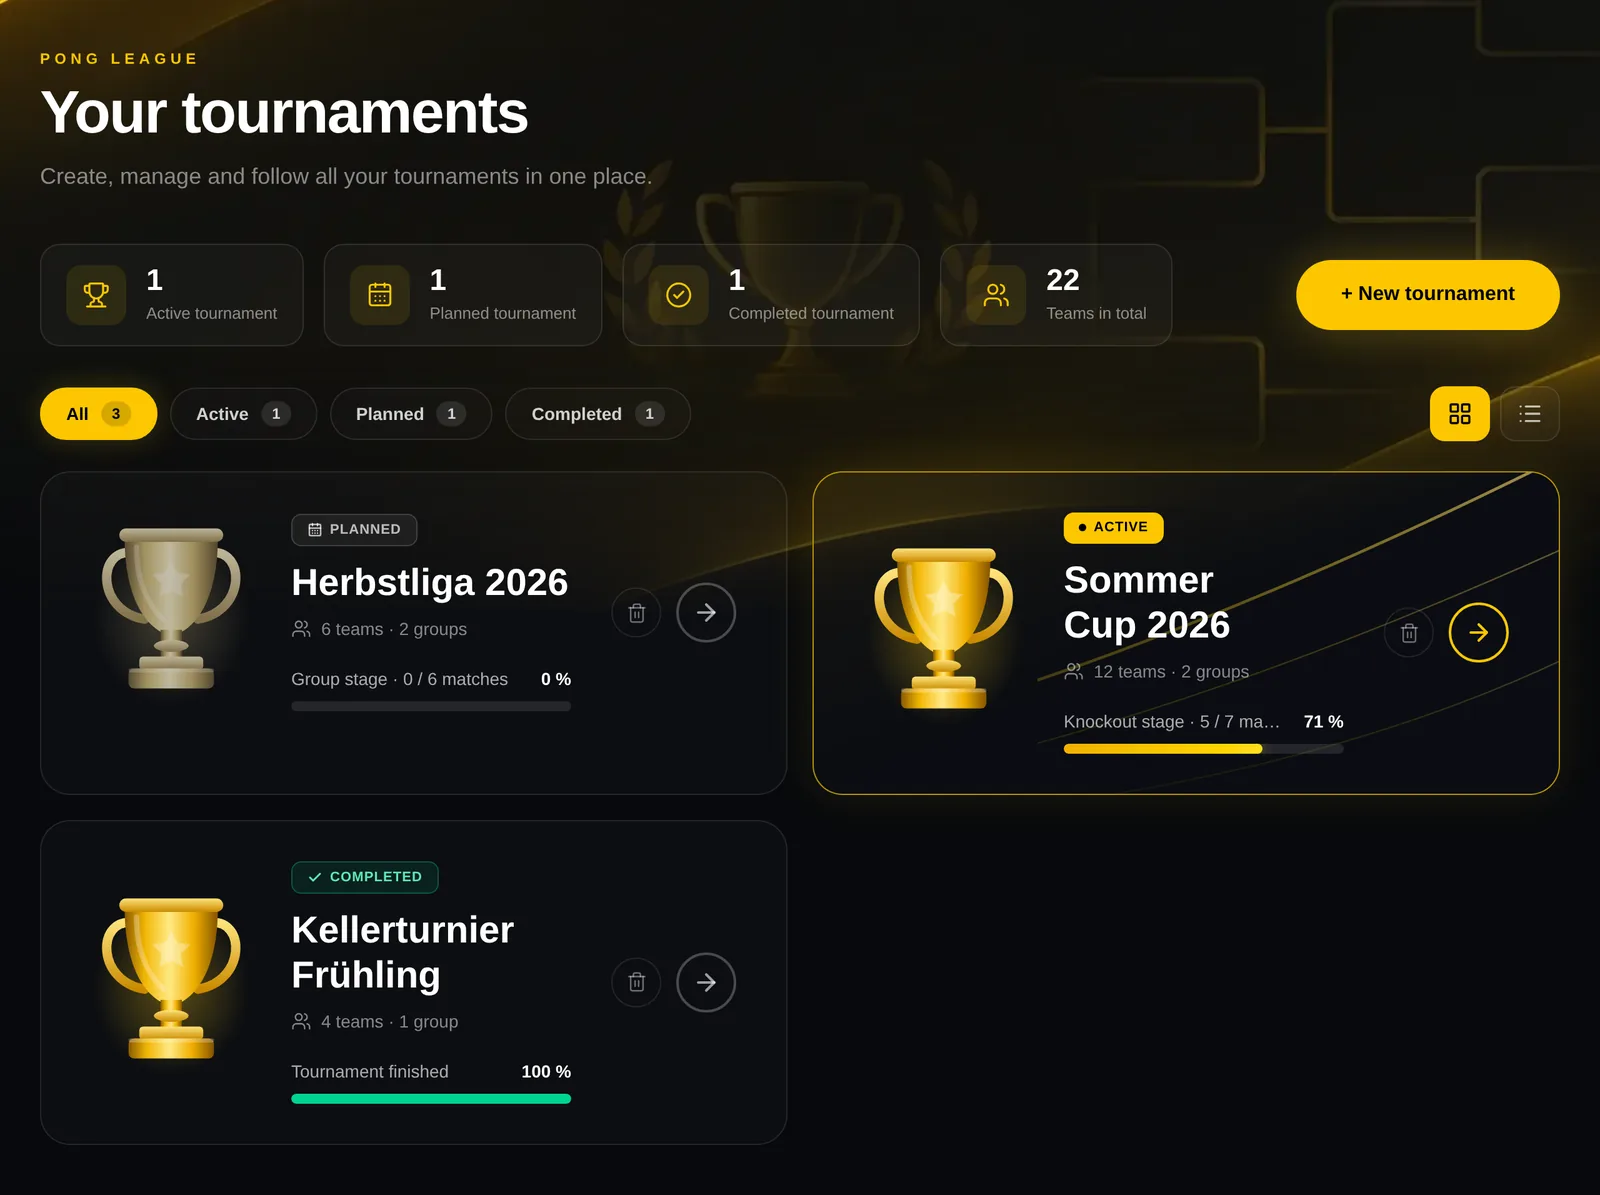 PONG LEAGUE
Your tournaments
Create, manage and follow all your tournaments in one place.
1
Active tournament
1
Planned tournament
1
Completed tournament
22
Teams in total
+ New tournament
All 3
Active 1
Planned 1
Completed 1
PLANNED
Herbstliga 2026
6 teams · 2 groups
Group stage · 0 / 6 matches 0 %
ACTIVE
Sommer
Cup 2026
12 teams · 2 groups
Knockout stage · 5 / 7 ma... 71 %
COMPLETED
Kellerturnier
Frühling
4 teams · 1 group
Tournament finished 100 %